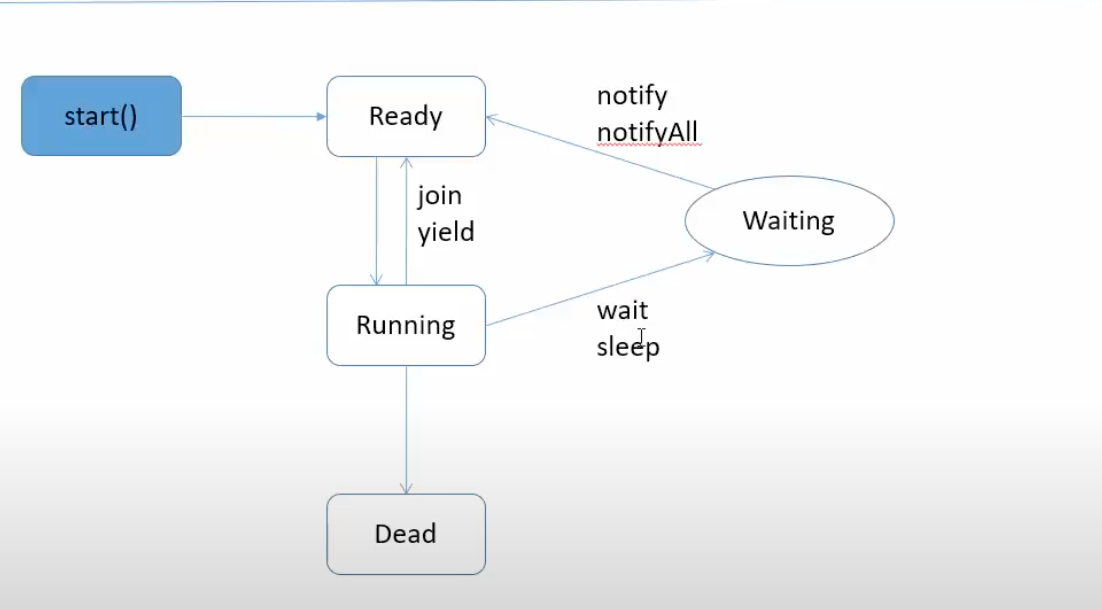 start()
Ready
notify
notifyAll
join
yield
Waiting
Running
wait
sleep
Dead